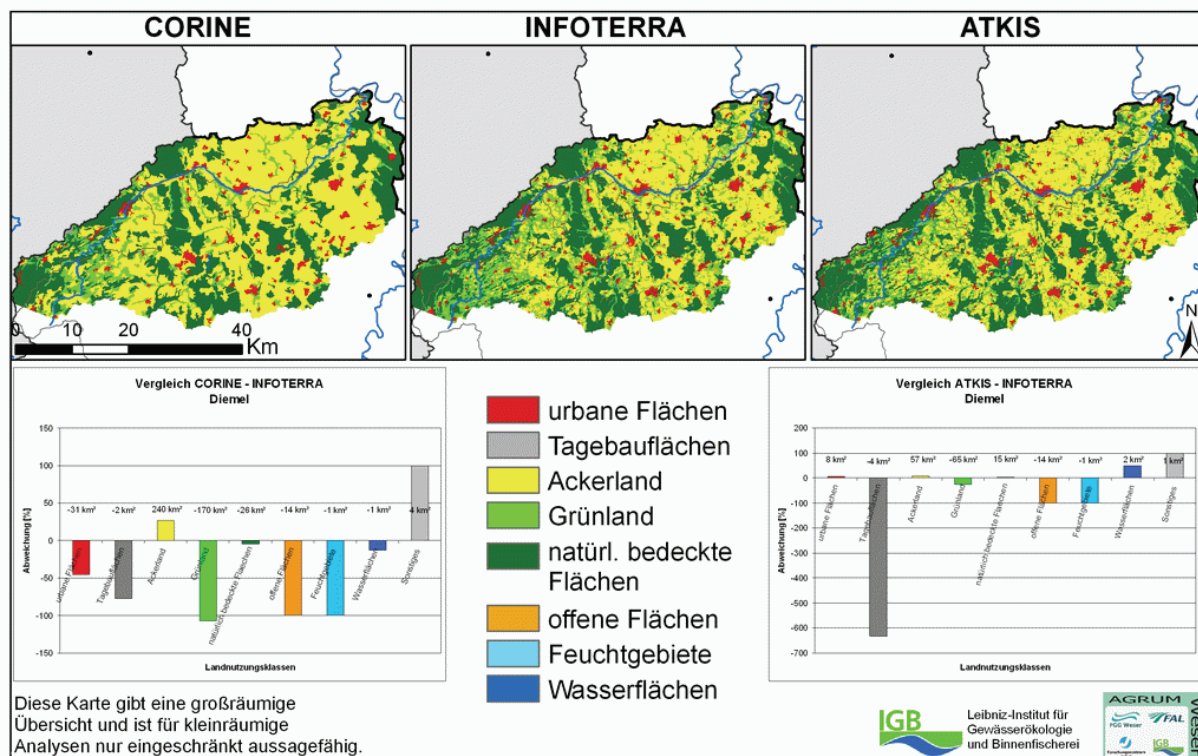 CORINE
INFOTERRA
ATKIS
0 10 20 40
Km
N
Vergleich CORINE - INFOTERRA
Diemel
Abweichung [%]
150
100
50
0
-50
-100
-150
-31 km²
-2 km²
240 km²
-170 km²
-26 km²
-14 km²
-1 km²
-1 km²
4 km²
urbane Flächen
Tagebauflächen
Ackerland
Grünland
natürlich bedeckte Flaechen
offene Flächen
Feuchtgebiete
Wasserflächen
Sonstiges
Landnutzungsklassen
urbane Flächen
Tagebauflächen
Ackerland
Grünland
natürl. bedeckte
Flächen
offene Flächen
Feuchtgebiete
Wasserflächen
Vergleich ATKIS - INFOTERRA
Diemel
Abweichung [%]
200
100
0
-100
-200
-300
-400
-500
-600
-700
8 km²
-4 km²
57 km²
-65 km²
15 km²
-14 km²
-1 km²
2 km²
1 km²
urbane Flächen
Tagebauflächen
Ackerland
Grünland
natürlich bedeckte Flächen
offene Flächen
Feuchtgebiete
Wasserflächen
Sonstiges
Landnutzungsklassen
Diese Karte gibt eine großräumige
Übersicht und ist für kleinräumige
Analysen nur eingeschränkt aussagefähig.
IGB
Leibniz-Institut für
Gewässerökologie
und Binnenfischerei
AGRUM
Weser
FGG Weser
FAL
Forschungszentrum
IGB